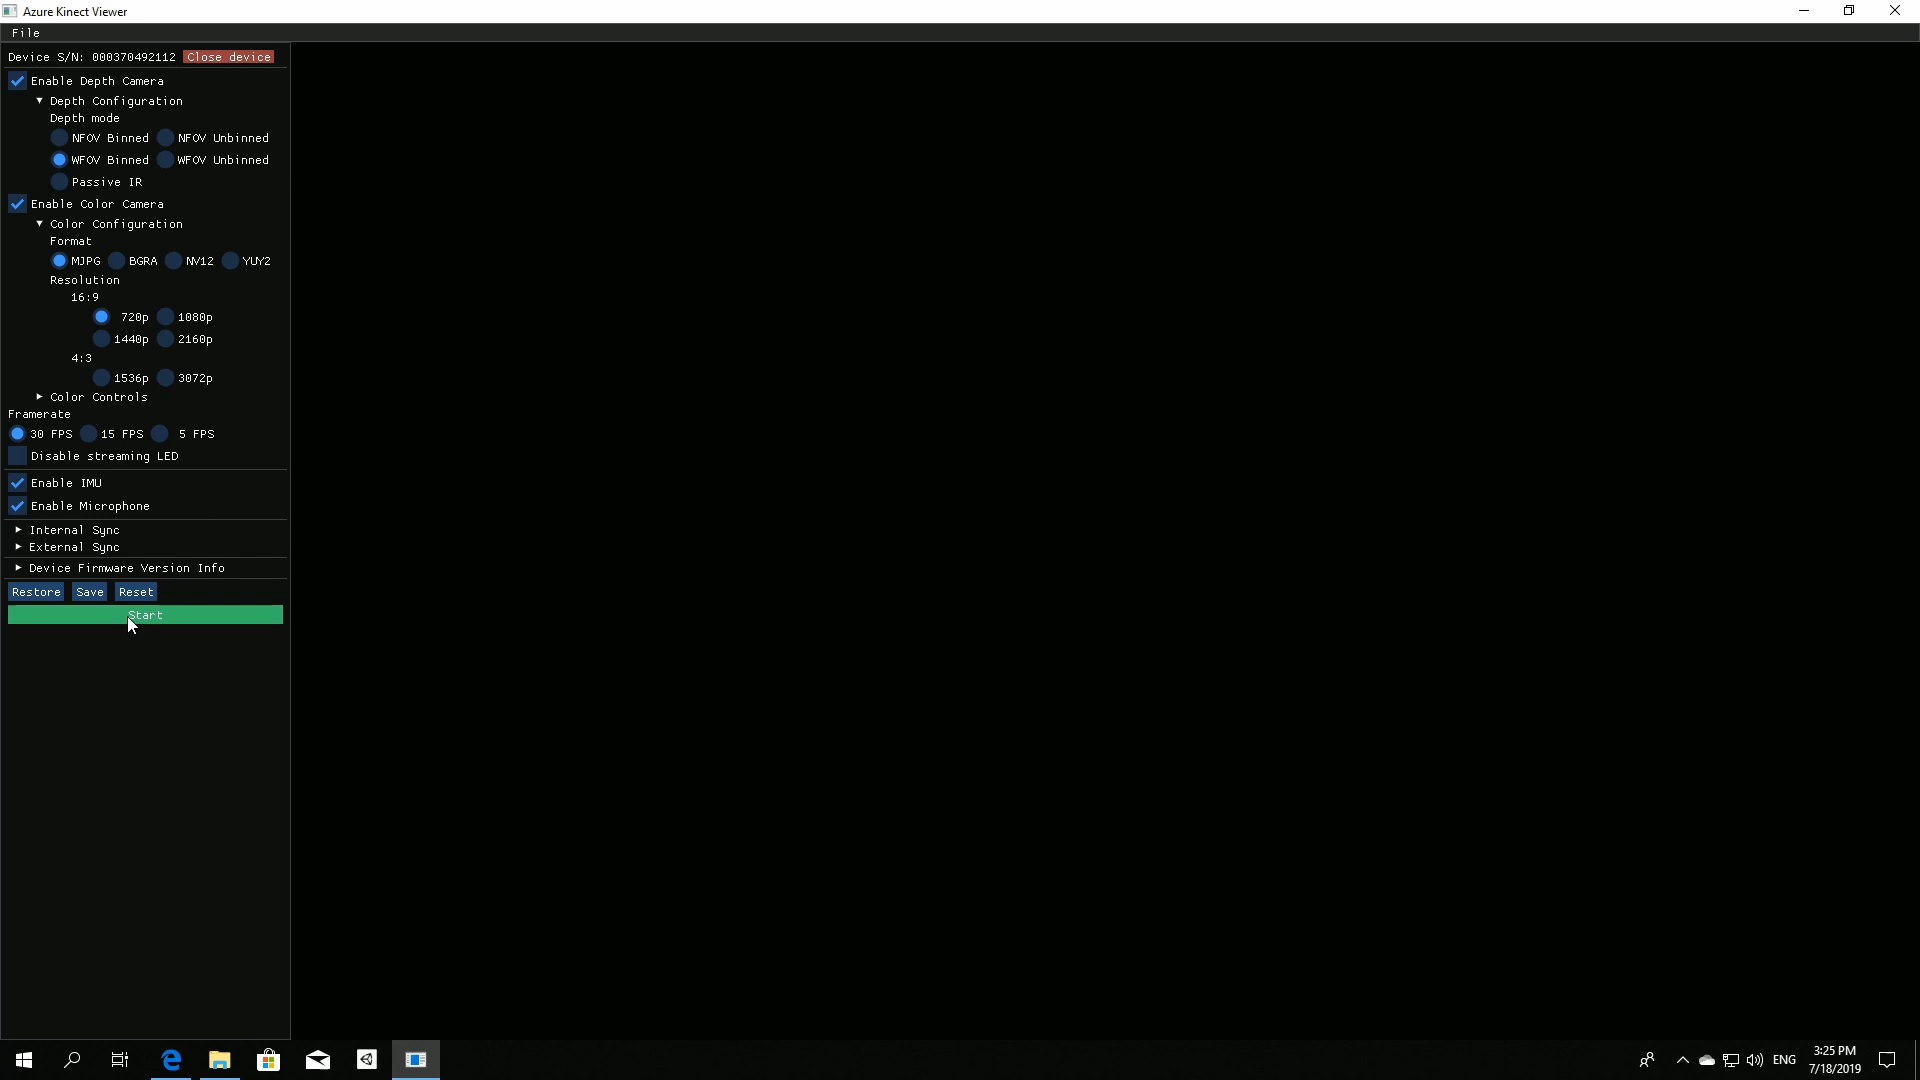 Azure Kinect Viewer
File
Device S/N: 000370492112 Close device
Enable Depth Camera
Depth Configuration
Depth mode
NFOV Binned NFOV Unbinned
WFOV Binned WFOV Unbinned
Passive IR
Enable Color Camera
Color Configuration
Format
MJPG BGRA NV12 YUY2
Resolution
16:9
720p 1080p
1440p 2160p
4:3
1536p 3072p
Color Controls
Framerate
30 FPS 15 FPS 5 FPS
Disable streaming LED
Enable IMU
Enable Microphone
Internal Sync
External Sync
Device Firmware Version Info
Restore Save Reset
Start
ENG
3:25 PM
7/18/2019